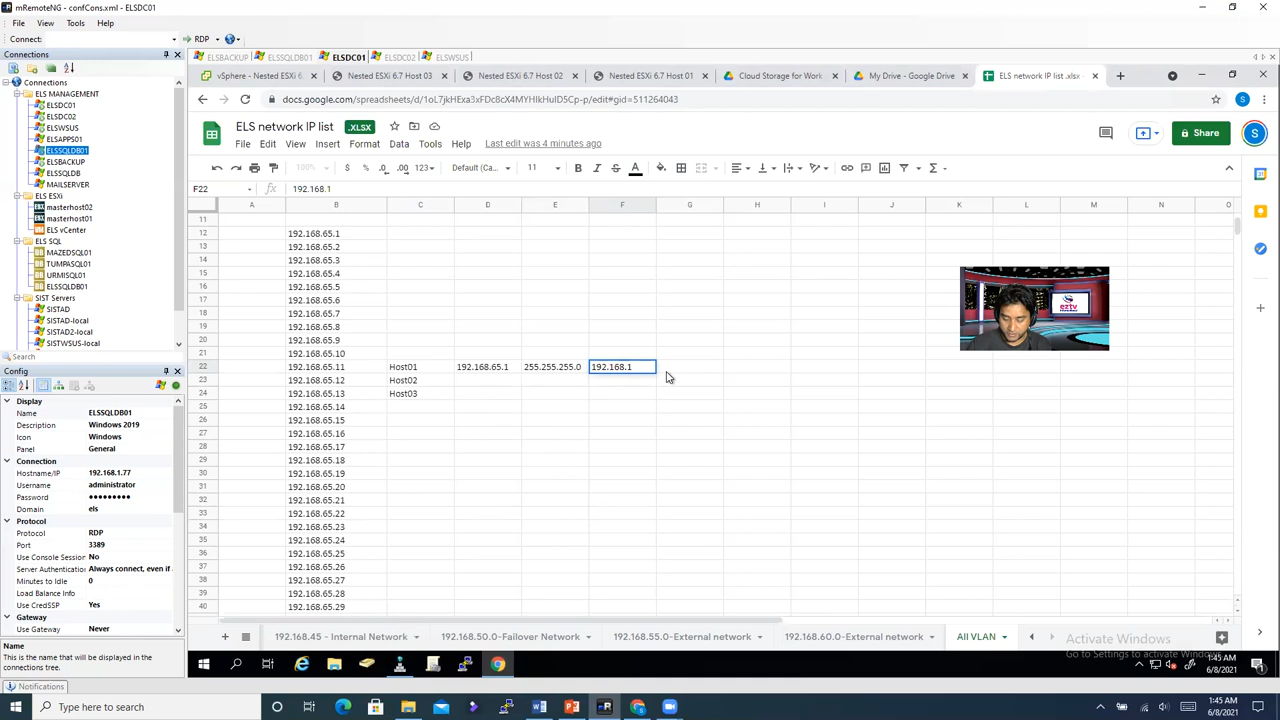 mRemoteNG - confCons.xml - ELSDC01
File View Tools Help
Connect: RDP
Connections
ELSBACKUP ELSSQLDB01 ELSDC01 ELSDC02 ELSWSUS
vSphere - Nested ESXi 6. Nested ESXi 6.7 Host 03 Nested ESXi 6.7 Host 02 Nested ESXi 6.7 Host 01 Cloud Storage for Work My Drive - Google Drive ELS network IP list .xlsx
Connections
ELS MANAGEMENT
ELSDC01
ELSDC02
ELSWSUS
ELSAPPS01
ELSSQLDB01
ELSBACKUP
ELSSQLDB
MAILSERVER
ELS ESXi
masterhost02
masterhost01
ELS vCenter
ELS SQL
MAZEDSQL01
TUMPASQL01
URMISQL01
ELSSQLDB01
SIST Servers
SISTAD
SISTAD-local
SISTAD2-local
SISTWSUS-local
Search
Config
Display
Name ELSSQLDB01
Description Windows 2019
Icon Windows
Panel General
Connection
Hostname/IP 192.168.1.77
Username administrator
Password •••••••••
Domain els
Protocol
Protocol RDP
Port 3389
Use Console Session No
Server Authentication Always connect, even if
Minutes to Idle 0
Load Balance Info
Use CredSSP Yes
Gateway
Use Gateway Never
Name
This is the name that will be displayed in the
connections tree.
Notifications
ELS network IP list .XLSX
File Edit View Insert Format Data Tools Help Last edit was 4 minutes ago
Share
S
100% $ % .0 .00 123 Default (Ca... 11 B I S A
F22 fx 192.168.1
A B C D E F G H I J K L M N O
11
12 192.168.65.1
13 192.168.65.2
14 192.168.65.3
15 192.168.65.4
16 192.168.65.5
17 192.168.65.6
18 192.168.65.7
19 192.168.65.8
20 192.168.65.9
21 192.168.65.10
22 192.168.65.11 Host01 192.168.65.1 255.255.255.0 192.168.1
23 192.168.65.12 Host02
24 192.168.65.13 Host03
25 192.168.65.14
26 192.168.65.15
27 192.168.65.16
28 192.168.65.17
29 192.168.65.18
30 192.168.65.19
31 192.168.65.20
32 192.168.65.21
33 192.168.65.22
34 192.168.65.23
35 192.168.65.24
36 192.168.65.25
37 192.168.65.26
38 192.168.65.27
39 192.168.65.28
40 192.168.65.29
eztv
192.168.45 - Internal Network 192.168.50.0-Failover Network 192.168.55.0-External network 192.168.60.0-External network All VLAN
Activate Windows
Go to Settings to activate Windows
1:45 AM
6/8/2021
Type here to search
1:45 AM
6/8/2021